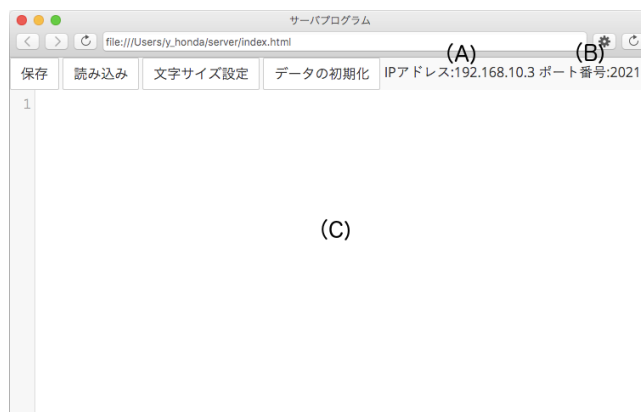 サーバプログラム
file:///Users/y_honda/server/index.html
(A) (B)
保存 読み込み 文字サイズ設定 データの初期化 IPアドレス:192.168.10.3 ポート番号:2021
1
(C)